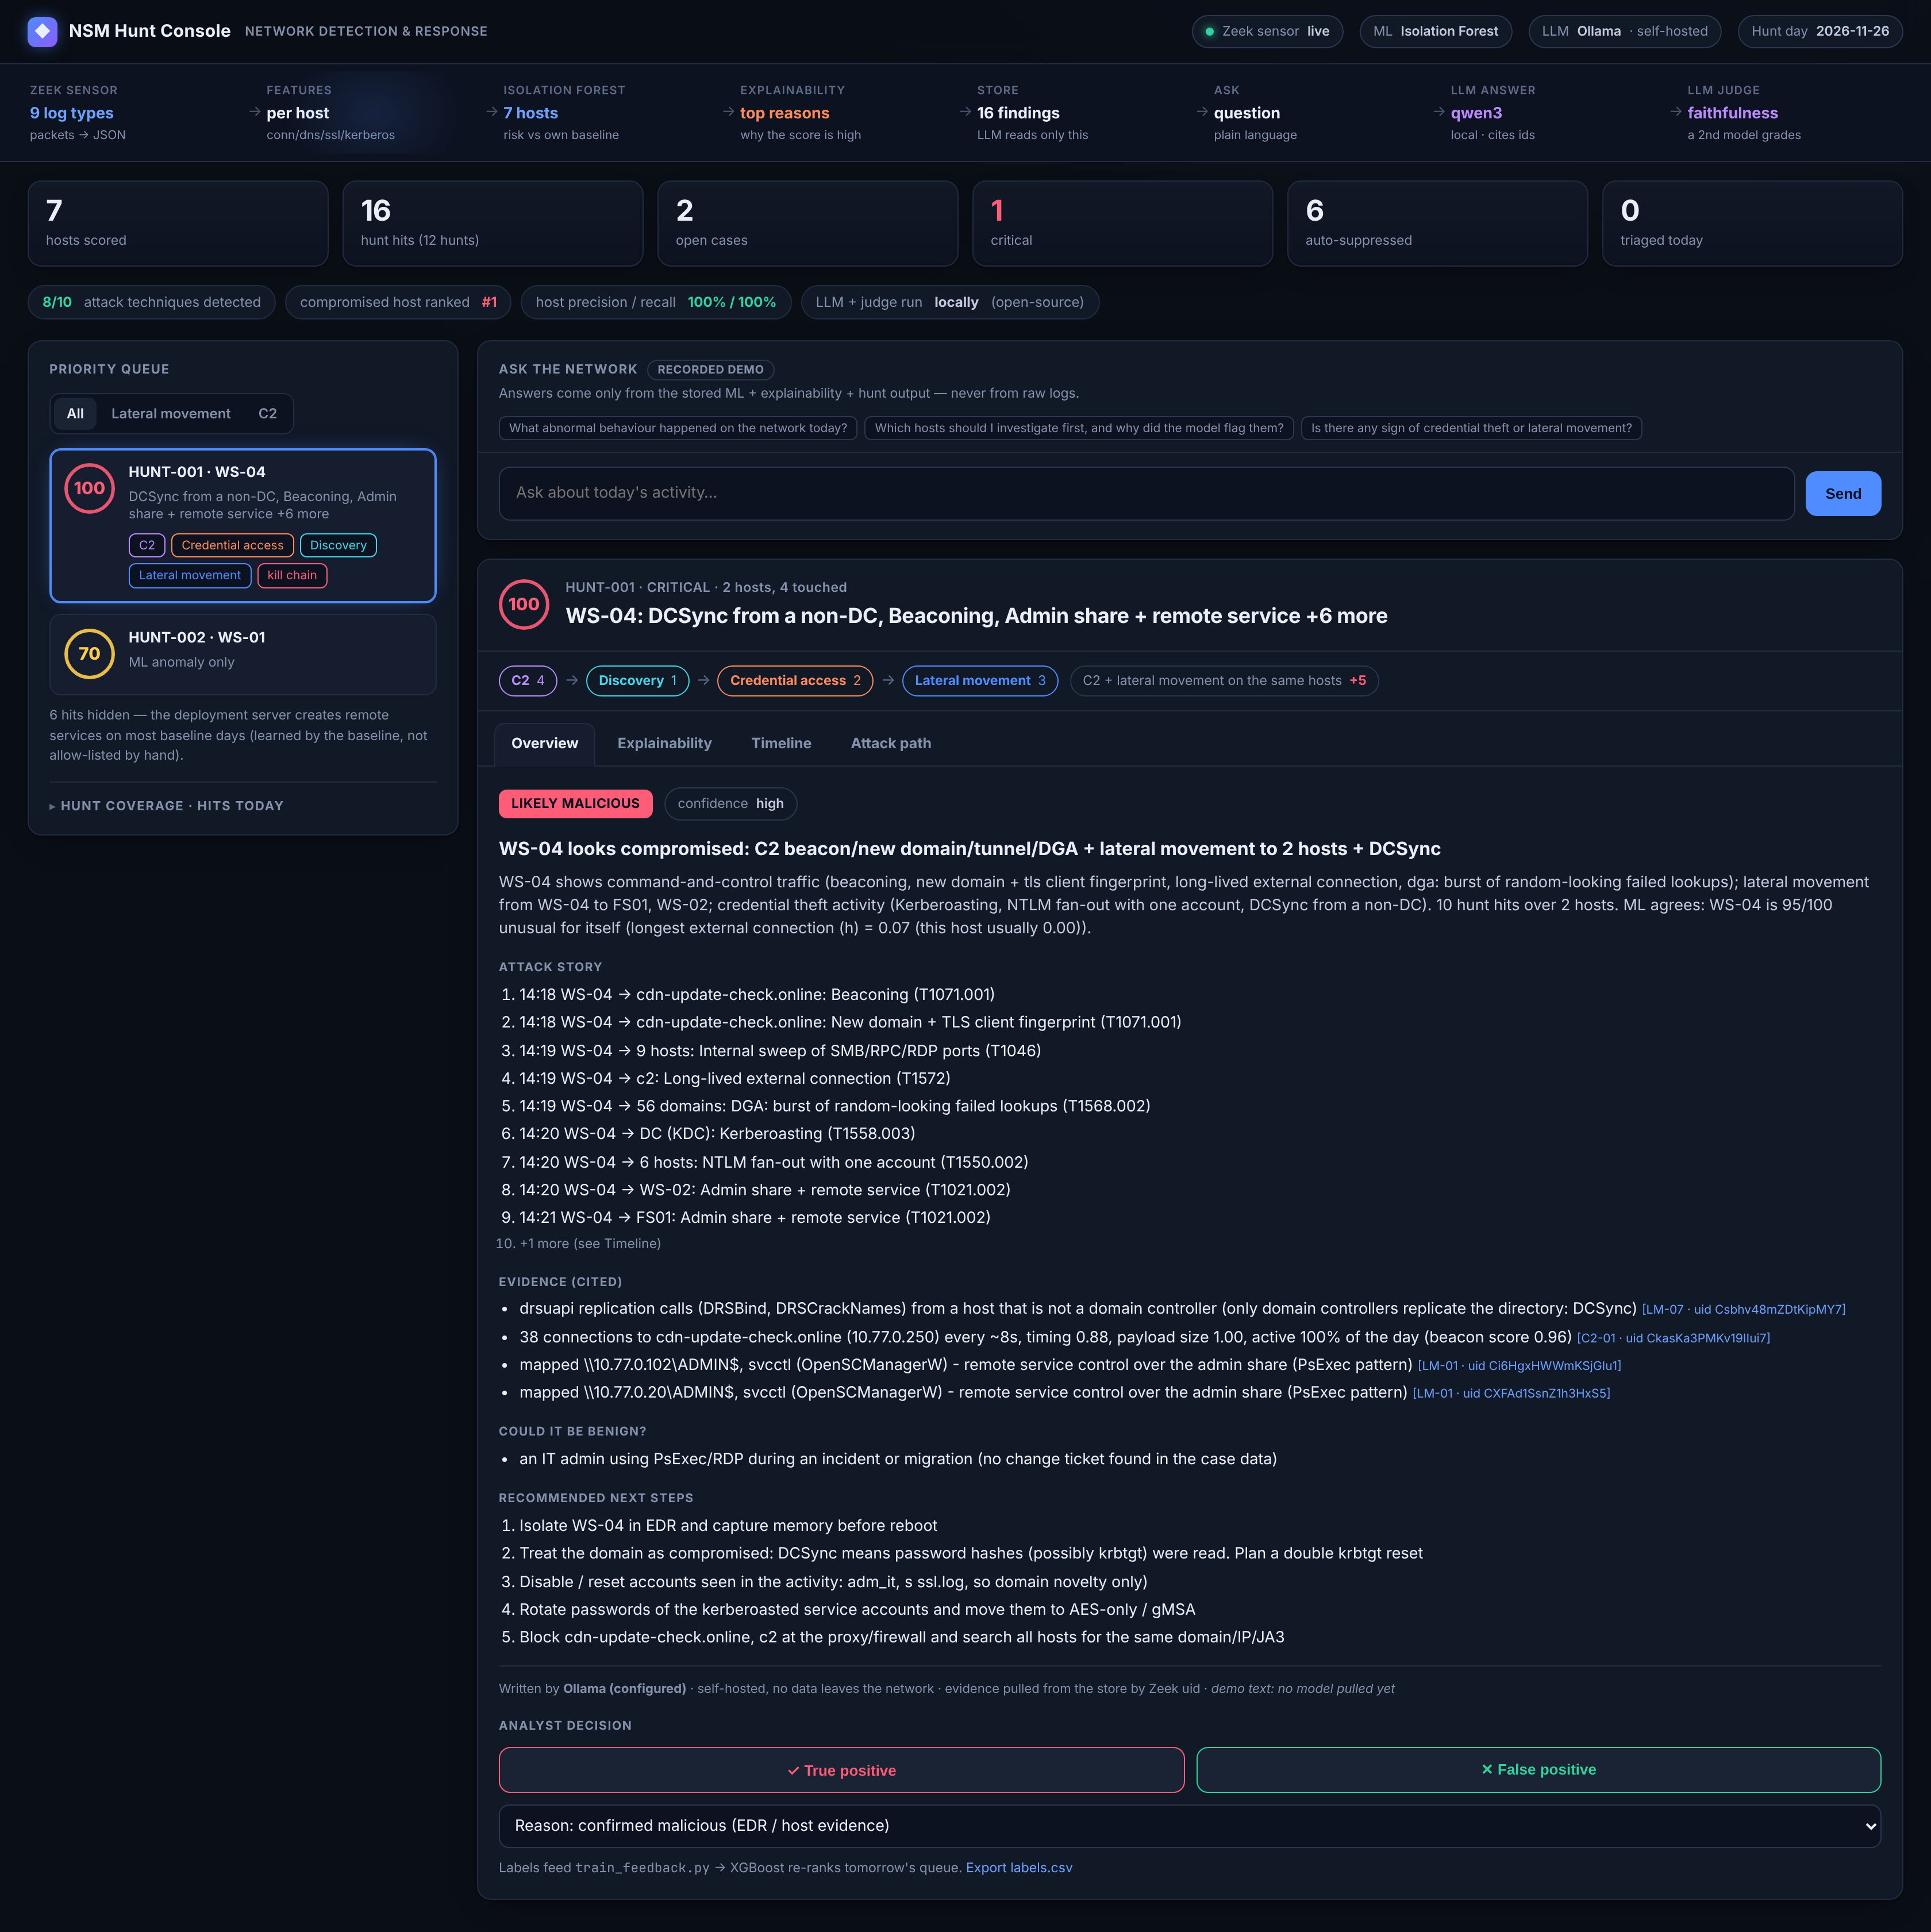 NSM Hunt Console NETWORK DETECTION & RESPONSE
Zeek sensor live
ML Isolation Forest
LLM Ollama · self-hosted
Hunt day 2026-11-26
ZEEK SENSOR
9 log types
packets → JSON
→
FEATURES
per host
conn/dns/ssl/kerberos
→
ISOLATION FOREST
7 hosts
risk vs own baseline
→
EXPLAINABILITY
top reasons
why the score is high
→
STORE
16 findings
LLM reads only this
→
ASK
question
plain language
→
LLM ANSWER
qwen3
local · cites ids
→
LLM JUDGE
faithfulness
a 2nd model grades
7
hosts scored
16
hunt hits (12 hunts)
2
open cases
1
critical
6
auto-suppressed
0
triaged today
8/10 attack techniques detected
compromised host ranked #1
host precision / recall 100% / 100%
LLM + judge run locally (open-source)
PRIORITY QUEUE
All Lateral movement C2
100
HUNT-001 · WS-04
DCSync from a non-DC, Beaconing, Admin
share + remote service +6 more
C2 Credential access Discovery
Lateral movement kill chain
70
HUNT-002 · WS-01
ML anomaly only
6 hits hidden — the deployment server creates remote
services on most baseline days (learned by the baseline, not
allow-listed by hand).
▸ HUNT COVERAGE · HITS TODAY
ASK THE NETWORK RECORDED DEMO
Answers come only from the stored ML + explainability + hunt output — never from raw logs.
What abnormal behaviour happened on the network today?
Which hosts should I investigate first, and why did the model flag them?
Is there any sign of credential theft or lateral movement?
Ask about today's activity...
Send
100
HUNT-001 · CRITICAL · 2 hosts, 4 touched
WS-04: DCSync from a non-DC, Beaconing, Admin share + remote service +6 more
C2 4 → Discovery 1 → Credential access 2 → Lateral movement 3 C2 + lateral movement on the same hosts +5
Overview Explainability Timeline Attack path
LIKELY MALICIOUS confidence high
WS-04 looks compromised: C2 beacon/new domain/tunnel/DGA + lateral movement to 2 hosts + DCSync
WS-04 shows command-and-control traffic (beaconing, new domain + tls client fingerprint, long-lived external connection, dga: burst of random-looking failed lookups); lateral movement
from WS-04 to FS01, WS-02; credential theft activity (Kerberoasting, NTLM fan-out with one account, DCSync from a non-DC). 10 hunt hits over 2 hosts. ML agrees: WS-04 is 95/100
unusual for itself (longest external connection (h) = 0.07 (this host usually 0.00)).
ATTACK STORY
1. 14:18 WS-04 → cdn-update-check.online: Beaconing (T1071.001)
2. 14:18 WS-04 → cdn-update-check.online: New domain + TLS client fingerprint (T1071.001)
3. 14:19 WS-04 → 9 hosts: Internal sweep of SMB/RPC/RDP ports (T1046)
4. 14:19 WS-04 → c2: Long-lived external connection (T1572)
5. 14:19 WS-04 → 56 domains: DGA: burst of random-looking failed lookups (T1568.002)
6. 14:20 WS-04 → DC (KDC): Kerberoasting (T1558.003)
7. 14:20 WS-04 → 6 hosts: NTLM fan-out with one account (T1550.002)
8. 14:20 WS-04 → WS-02: Admin share + remote service (T1021.002)
9. 14:21 WS-04 → FS01: Admin share + remote service (T1021.002)
10. +1 more (see Timeline)
EVIDENCE (CITED)
• drsuapi replication calls (DRSBind, DRSCrackNames) from a host that is not a domain controller (only domain controllers replicate the directory: DCSync) [LM-07 · uid Csbhv48mZDtKipMY7]
• 38 connections to cdn-update-check.online (10.77.0.250) every ~8s, timing 0.88, payload size 1.00, active 100% of the day (beacon score 0.96) [C2-01 · uid CkasKa3PMKv19IIui7]
• mapped \\10.77.0.102\ADMIN$, svcctl (OpenSCManagerW) - remote service control over the admin share (PsExec pattern) [LM-01 · uid Ci6HgxHWWmKSjGIu1]
• mapped \\10.77.0.20\ADMIN$, svcctl (OpenSCManagerW) - remote service control over the admin share (PsExec pattern) [LM-01 · uid CXFAd1SsnZ1h3HxS5]
COULD IT BE BENIGN?
• an IT admin using PsExec/RDP during an incident or migration (no change ticket found in the case data)
RECOMMENDED NEXT STEPS
1. Isolate WS-04 in EDR and capture memory before reboot
2. Treat the domain as compromised: DCSync means password hashes (possibly krbtgt) were read. Plan a double krbtgt reset
3. Disable / reset accounts seen in the activity: adm_it, s ssl.log, so domain novelty only)
4. Rotate passwords of the kerberoasted service accounts and move them to AES-only / gMSA
5. Block cdn-update-check.online, c2 at the proxy/firewall and search all hosts for the same domain/IP/JA3
Written by Ollama (configured) · self-hosted, no data leaves the network · evidence pulled from the store by Zeek uid · demo text: no model pulled yet
ANALYST DECISION
✓ True positive
✕ False positive
Reason: confirmed malicious (EDR / host evidence)
Labels feed train_feedback.py → XGBoost re-ranks tomorrow's queue. Export labels.csv